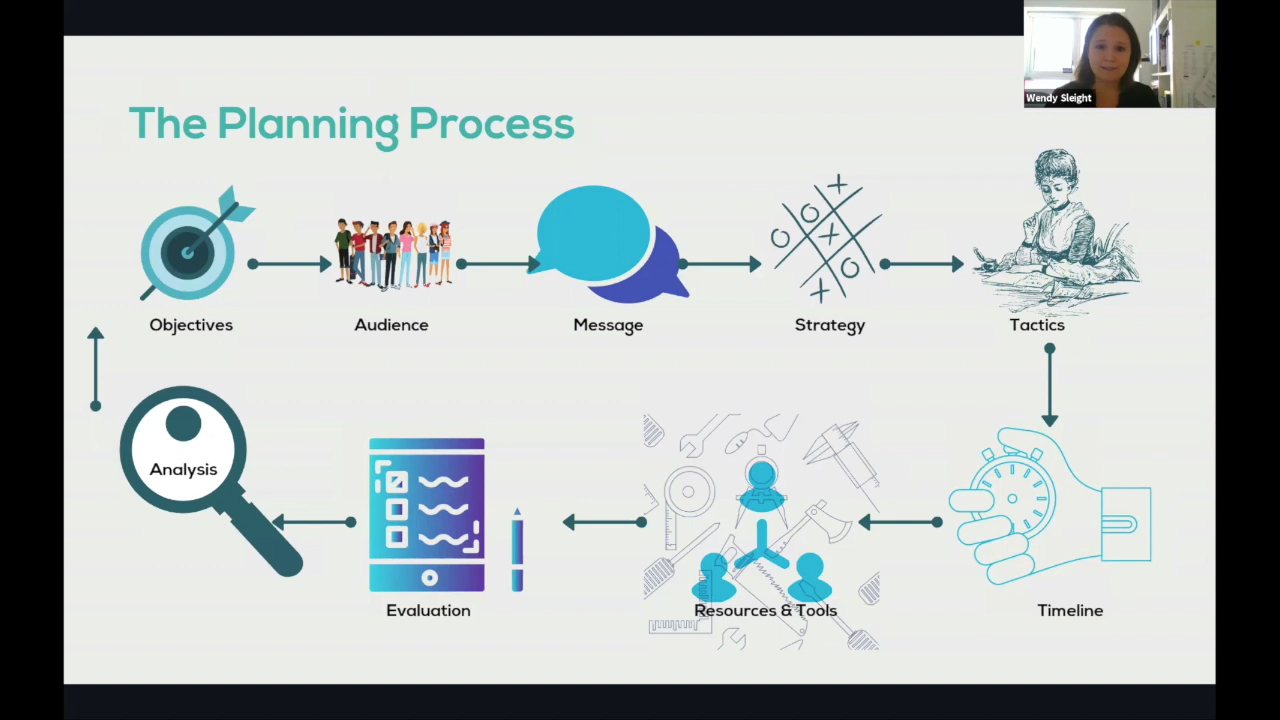 Wendy Sleight
The Planning Process
Objectives
Audience
Message
Strategy
Tactics
Analysis
Evaluation
Resources & Tools
Timeline